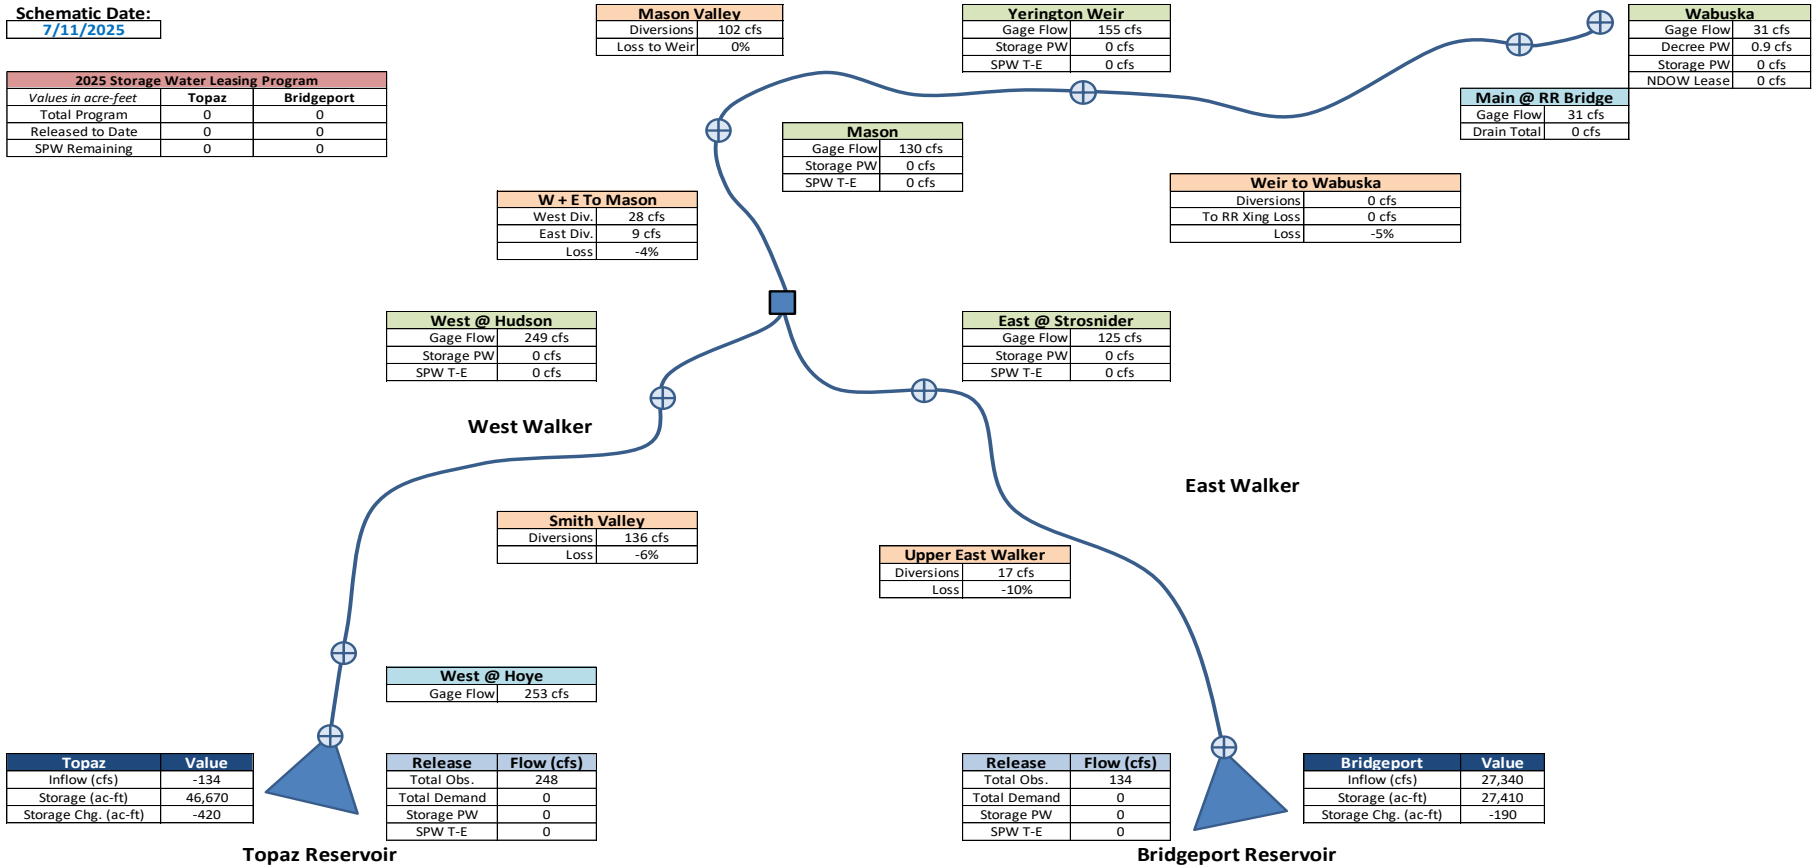 Schematic Date:
7/11/2025
2025 Storage Water Leasing Program
Values in acre-feet Topaz Bridgeport
Total Program 0 0
Released to Date 0 0
SPW Remaining 0 0
Mason Valley
Diversions 102 cfs
Loss to Weir 0%
Yerington Weir
Gage Flow 155 cfs
Storage PW 0 cfs
SPW T-E 0 cfs
Wabuska
Gage Flow 31 cfs
Decree PW 0.9 cfs
Storage PW 0 cfs
NDOW Lease 0 cfs
Main @ RR Bridge
Gage Flow 31 cfs
Drain Total 0 cfs
Mason
Gage Flow 130 cfs
Storage PW 0 cfs
SPW T-E 0 cfs
W + E To Mason
West Div. 28 cfs
East Div. 9 cfs
Loss -4%
Weir to Wabuska
Diversions 0 cfs
To RR Xing Loss 0 cfs
Loss -5%
West @ Hudson
Gage Flow 249 cfs
Storage PW 0 cfs
SPW T-E 0 cfs
East @ Strosnider
Gage Flow 125 cfs
Storage PW 0 cfs
SPW T-E 0 cfs
West Walker
East Walker
Smith Valley
Diversions 136 cfs
Loss -6%
Upper East Walker
Diversions 17 cfs
Loss -10%
West @ Hoye
Gage Flow 253 cfs
Topaz Value
Inflow (cfs) -134
Storage (ac-ft) 46,670
Storage Chg. (ac-ft) -420
Release Flow (cfs)
Total Obs. 248
Total Demand 0
Storage PW 0
SPW T-E 0
Release Flow (cfs)
Total Obs. 134
Total Demand 0
Storage PW 0
SPW T-E 0
Bridgeport Value
Inflow (cfs) 27,340
Storage (ac-ft) 27,410
Storage Chg. (ac-ft) -190
Topaz Reservoir
Bridgeport Reservoir